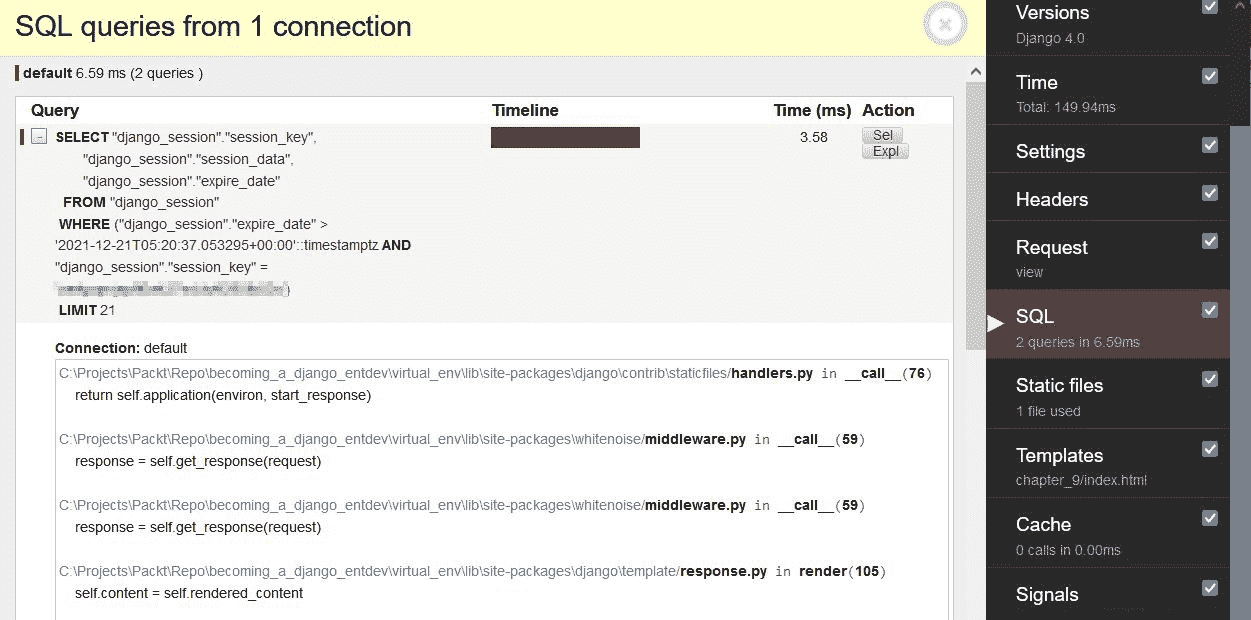 SQL queries from 1 connection
default 6.59 ms (2 queries )
Query Timeline Time (ms) Action
SELECT "django_session"."session_key", 3.58 Sel
"django_session"."session_data", Expl
"django_session"."expire_date"
FROM "django_session"
WHERE ("django_session"."expire_date" >
'2021-12-21T05:20:37.053295+00:00'::timestamptz AND
"django_session"."session_key" =
)
LIMIT 21
Connection: default
C:\Projects\Packt\Repo\becoming_a_django_entdev\virtual_env\lib\site-packages\django\contrib\staticfiles/handlers.py in __call__(76)
return self.application(environ, start_response)
C:\Projects\Packt\Repo\becoming_a_django_entdev\virtual_env\lib\site-packages\whitenoise/middleware.py in __call__(59)
response = self.get_response(request)
C:\Projects\Packt\Repo\becoming_a_django_entdev\virtual_env\lib\site-packages\whitenoise/middleware.py in __call__(59)
response = self.get_response(request)
C:\Projects\Packt\Repo\becoming_a_django_entdev\virtual_env\lib\site-packages\django\template/response.py in render(105)
self.content = self.rendered_content
Versions
Django 4.0
Time
Total: 149.94ms
Settings
Headers
Request
view
SQL
2 queries in 6.59ms
Static files
1 file used
Templates
chapter_9/index.html
Cache
0 calls in 0.00ms
Signals